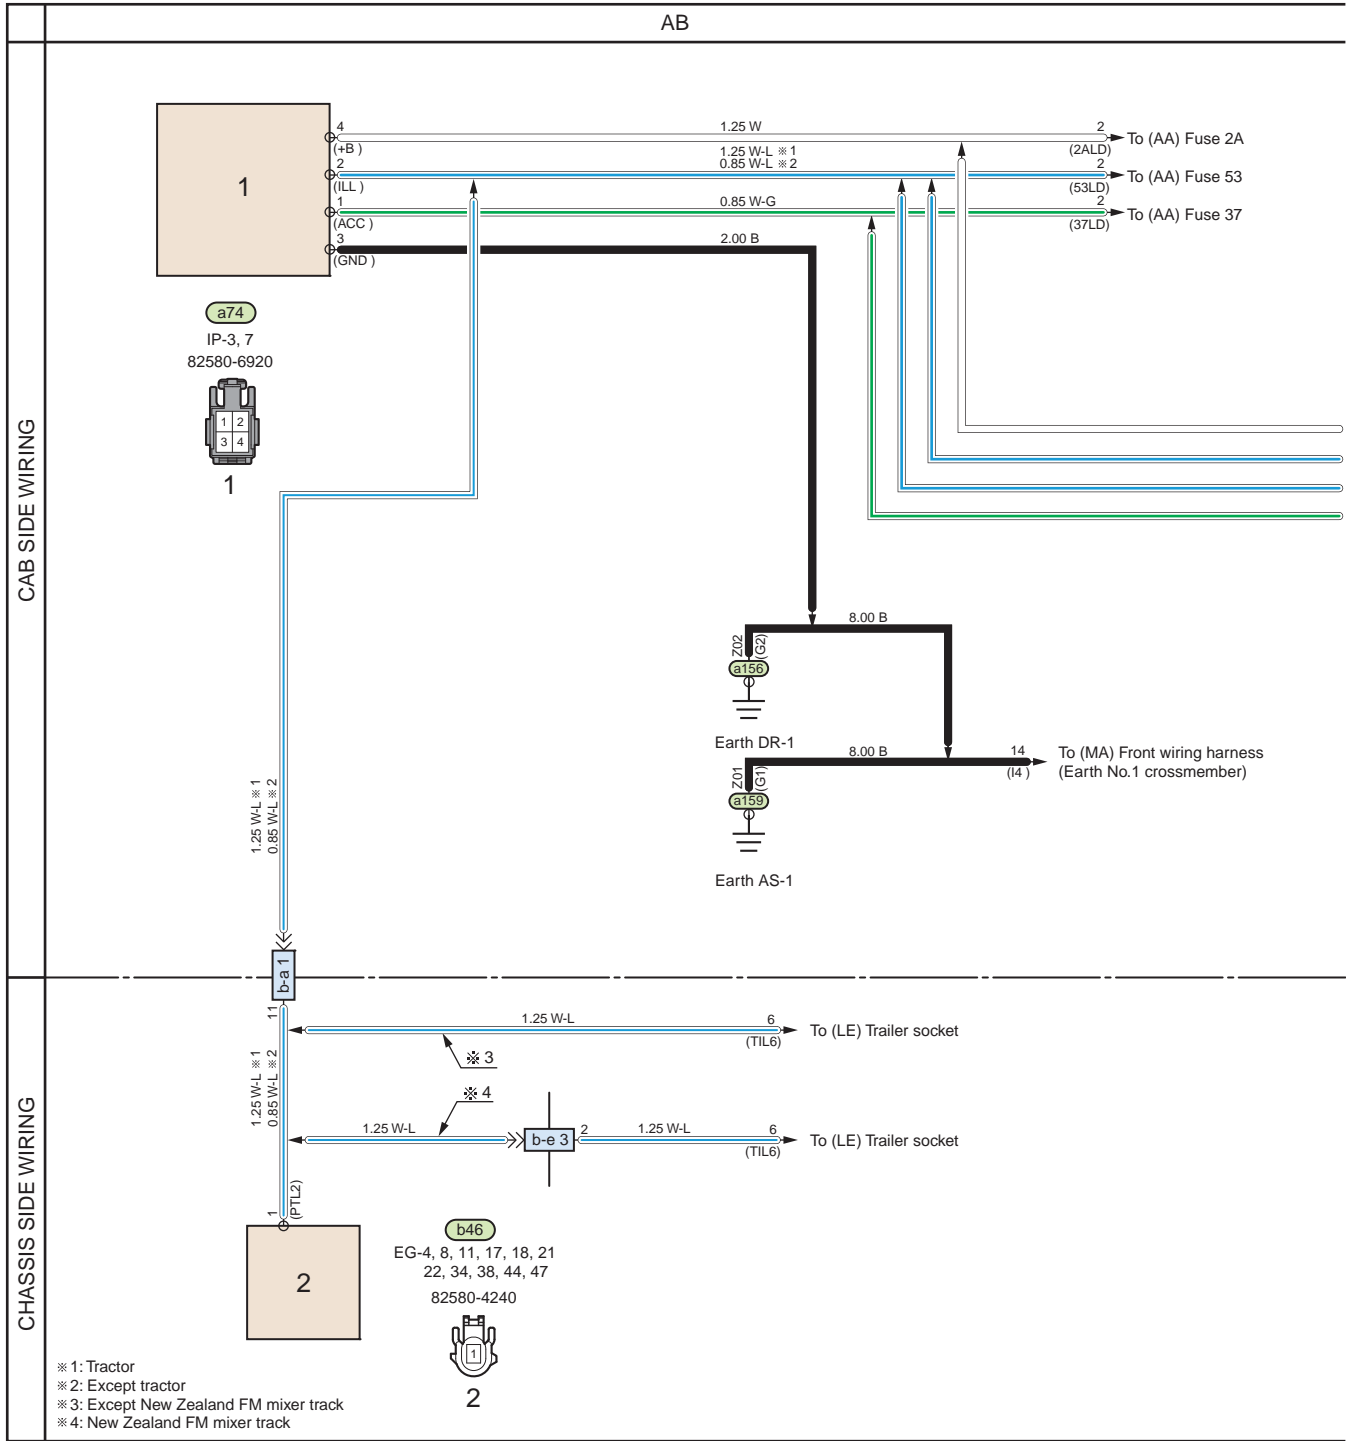 AB
CAB SIDE WIRING
1
4
(+B )
1.25 W
2
(2ALD)
To (AA) Fuse 2A
2
(ILL )
1.25 W-L ※1
0.85 W-L ※2
2
(53LD)
To (AA) Fuse 53
1
(ACC )
0.85 W-G
2
(37LD)
To (AA) Fuse 37
3
(GND )
2.00 B
a74
IP-3, 7
82580-6920
1 2
3 4
1
8.00 B
Z02
(G2)
a156
Earth DR-1
8.00 B
14
(I4 )
To (MA) Front wiring harness
(Earth No.1 crossmember)
Z01
(G1)
a159
Earth AS-1
1.25 W-L ※1
0.85 W-L ※2
b-a 1
CHASSIS SIDE WIRING
11
1.25 W-L
6
(TIL6)
To (LE) Trailer socket
※3
1.25 W-L ※1
0.85 W-L ※2
※4
1.25 W-L
b-e 3
2
1.25 W-L
6
(TIL6)
To (LE) Trailer socket
1
(PTL2)
2
b46
EG-4, 8, 11, 17, 18, 21
22, 34, 38, 44, 47
82580-4240
1
2
※1: Tractor
※2: Except tractor
※3: Except New Zealand FM mixer track
※4: New Zealand FM mixer track